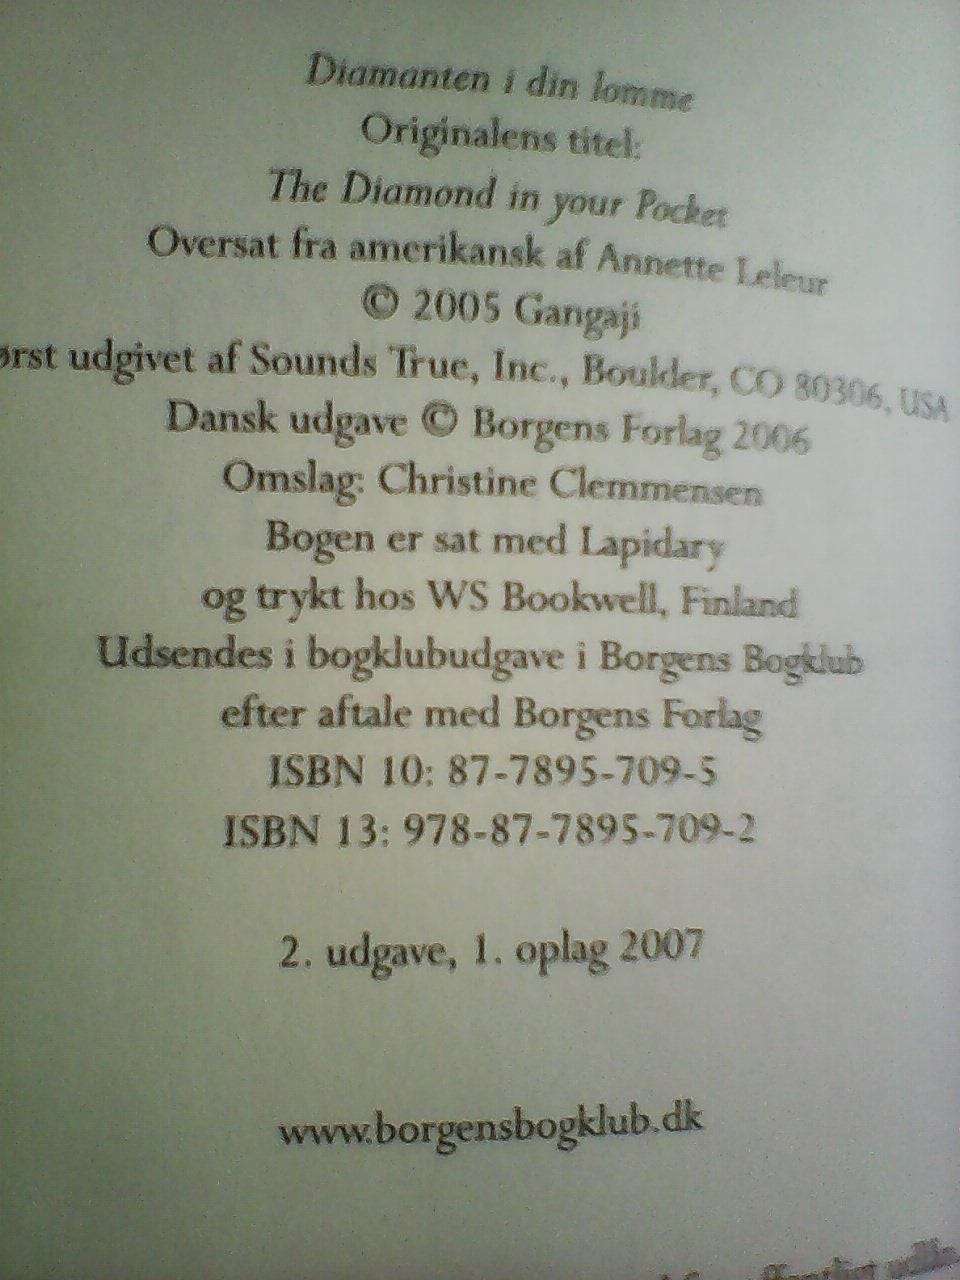 Diamanten i din lomme
Originalens titel:
The Diamond in your Pocket
Oversat fra amerikansk af Annette Leleur
© 2005 Gangaji
ørst udgivet af Sounds True, Inc., Boulder, CO 80306, USA
Dansk udgave © Borgens Forlag 2006
Omslag: Christine Clemmensen
Bogen er sat med Lapidary
og trykt hos WS Bookwell, Finland
Udsendes i bogklubudgave i Borgens Bogklub
efter aftale med Borgens Forlag
ISBN 10: 87-7895-709-5
ISBN 13: 978-87-7895-709-2
2. udgave, 1. oplag 2007
www.borgensbogklub.dk